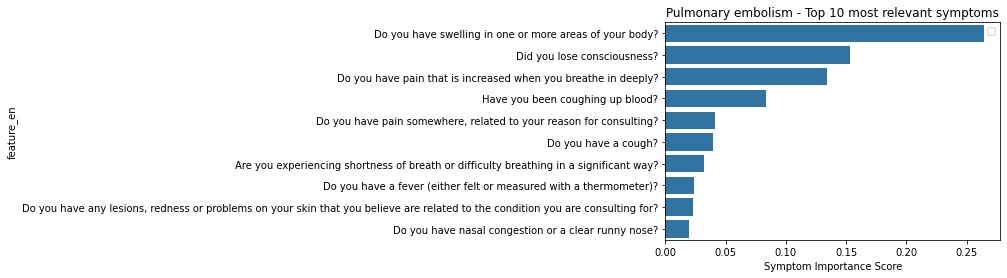 Pulmonary embolism - Top 10 most relevant symptoms
Do you have swelling in one or more areas of your body?
Did you lose consciousness?
Do you have pain that is increased when you breathe in deeply?
Have you been coughing up blood?
Do you have pain somewhere, related to your reason for consulting?
Do you have a cough?
Are you experiencing shortness of breath or difficulty breathing in a significant way?
Do you have a fever (either felt or measured with a thermometer)?
Do you have any lesions, redness or problems on your skin that you believe are related to the condition you are consulting for?
Do you have nasal congestion or a clear runny nose?
feature_en
0.00 0.05 0.10 0.15 0.20 0.25
Symptom Importance Score